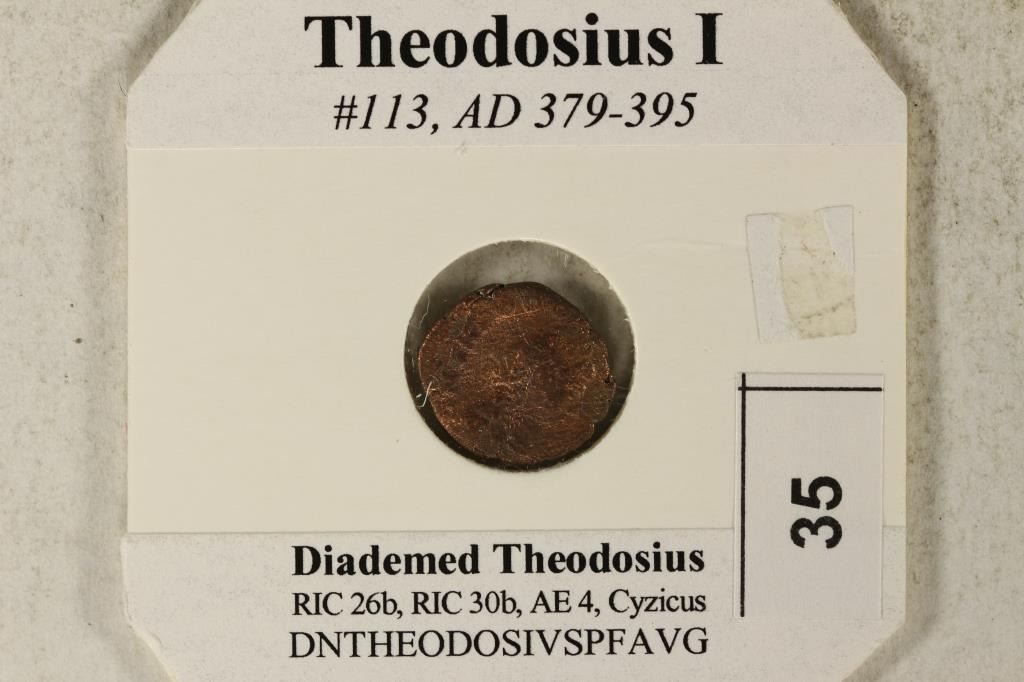 Theodosius I
#113, AD 379-395
35
Diademed Theodosius
RIC 26b, RIC 30b, AE 4, Cyzicus
DNTHEODOSIVSPFAVG